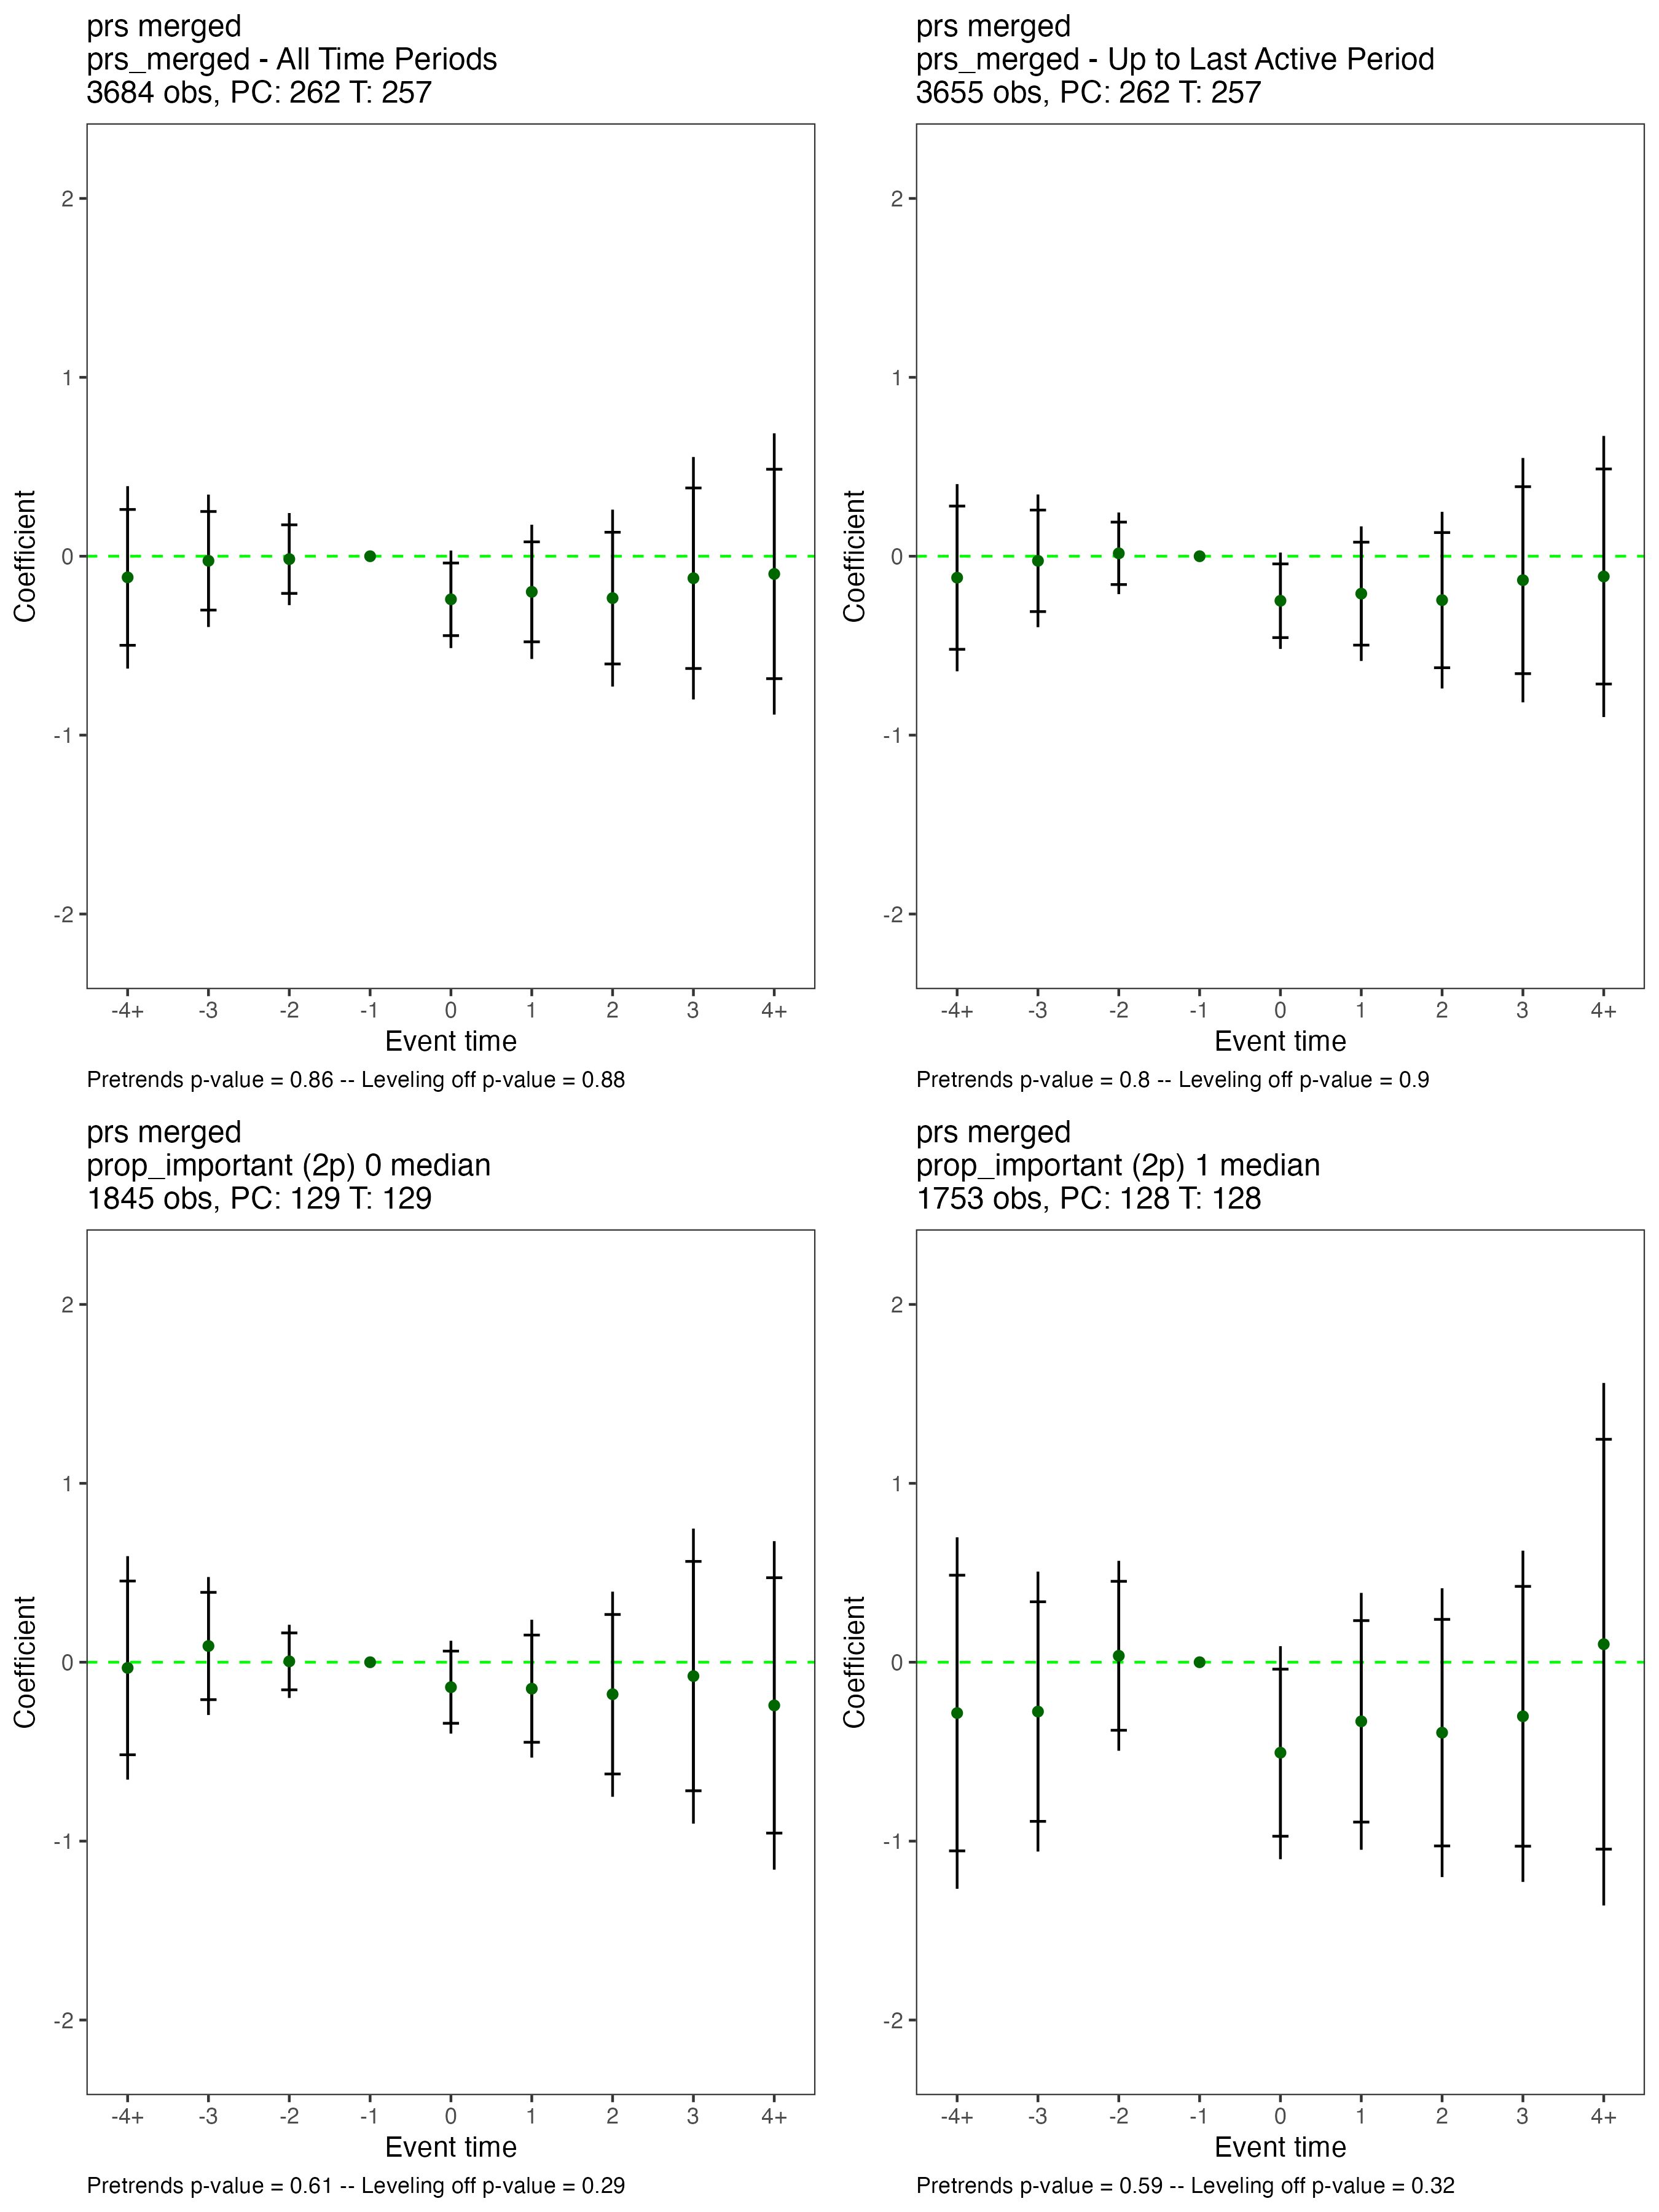 prs merged
prs_merged - All Time Periods
3684 obs, PC: 262 T: 257
Coefficient
2
1
0
-1
-2
-4+ -3 -2 -1 0 1 2 3 4+
Event time
Pretrends p-value = 0.86 -- Leveling off p-value = 0.88
prs merged
prs_merged - Up to Last Active Period
3655 obs, PC: 262 T: 257
Coefficient
2
1
0
-1
-2
-4+ -3 -2 -1 0 1 2 3 4+
Event time
Pretrends p-value = 0.8 -- Leveling off p-value = 0.9
prs merged
prop_important (2p) 0 median
1845 obs, PC: 129 T: 129
Coefficient
2
1
0
-1
-2
-4+ -3 -2 -1 0 1 2 3 4+
Event time
Pretrends p-value = 0.61 -- Leveling off p-value = 0.29
prs merged
prop_important (2p) 1 median
1753 obs, PC: 128 T: 128
Coefficient
2
1
0
-1
-2
-4+ -3 -2 -1 0 1 2 3 4+
Event time
Pretrends p-value = 0.59 -- Leveling off p-value = 0.32